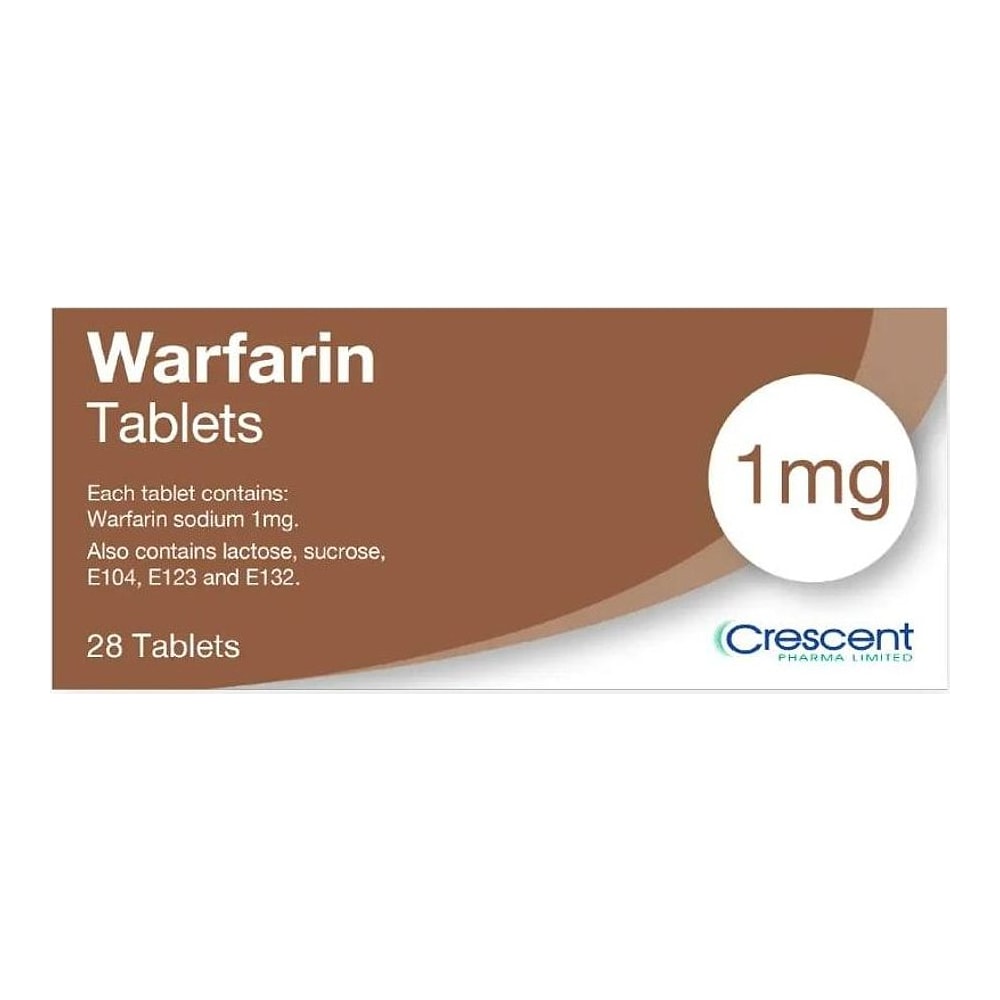 Warfarin
Tablets
Each tablet contains:
Warfarin sodium 1mg.
Also contains lactose, sucrose,
E104, E123 and E132.
28 Tablets
1mg
Crescent
PHARMA LIMITED